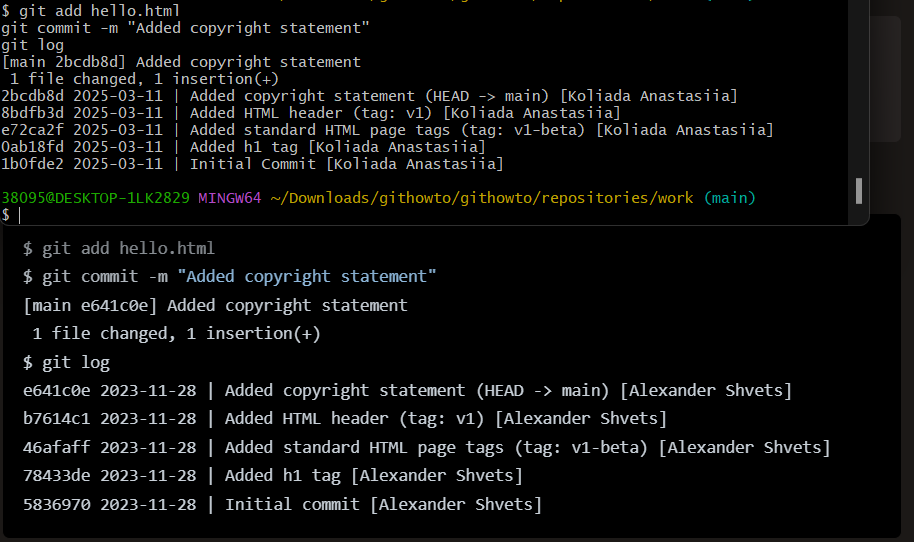 $ git add hello.html
git commit -m "Added copyright statement"
git log
[main 2bcdb8d] Added copyright statement
 1 file changed, 1 insertion(+)
2bcdb8d 2025-03-11 | Added copyright statement (HEAD -> main) [Koliada Anastasiia]
8bdfb3d 2025-03-11 | Added HTML header (tag: v1) [Koliada Anastasiia]
e72ca2f 2025-03-11 | Added standard HTML page tags (tag: v1-beta) [Koliada Anastasiia]
0ab18fd 2025-03-11 | Added h1 tag [Koliada Anastasiia]
1b0fde2 2025-03-11 | Initial Commit [Koliada Anastasiia]
38095@DESKTOP-1LK2829 MINGW64 ~/Downloads/githowto/githowto/repositories/work (main)
$
$ git add hello.html
$ git commit -m "Added copyright statement"
[main e641c0e] Added copyright statement
 1 file changed, 1 insertion(+)
$ git log
e641c0e 2023-11-28 | Added copyright statement (HEAD -> main) [Alexander Shvets]
b7614c1 2023-11-28 | Added HTML header (tag: v1) [Alexander Shvets]
46afaff 2023-11-28 | Added standard HTML page tags (tag: v1-beta) [Alexander Shvets]
78433de 2023-11-28 | Added h1 tag [Alexander Shvets]
5836970 2023-11-28 | Initial commit [Alexander Shvets]